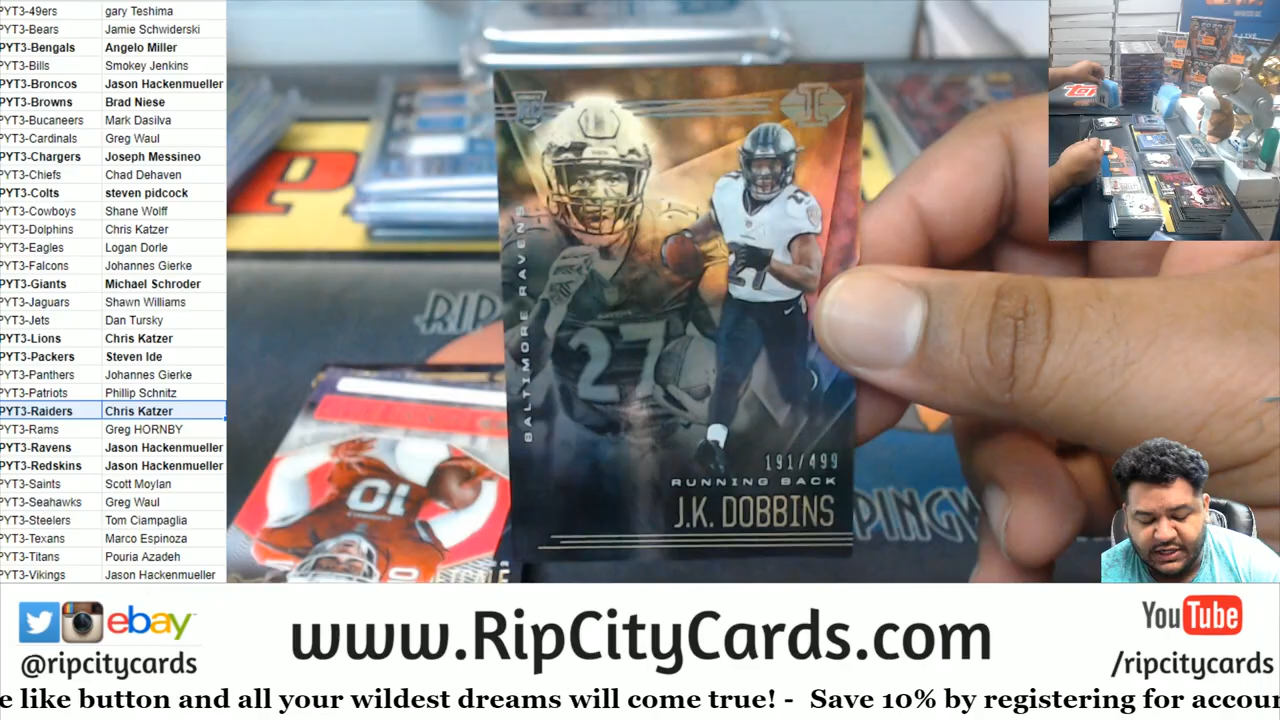 PYT3-49ers gary Teshima
PYT3-Bears Jamie Schwiderski
PYT3-Bengals Angelo Miller
PYT3-Bills Smokey Jenkins
PYT3-Broncos Jason Hackenmueller
PYT3-Browns Brad Niese
PYT3-Bucaneers Mark Dasilva
PYT3-Cardinals Greg Waul
PYT3-Chargers Joseph Messineo
PYT3-Chiefs Chad Dehaven
PYT3-Colts steven pidcock
PYT3-Cowboys Shane Wolff
PYT3-Dolphins Chris Katzer
PYT3-Eagles Logan Dorle
PYT3-Falcons Johannes Gierke
PYT3-Giants Michael Schroder
PYT3-Jaguars Shawn Williams
PYT3-Jets Dan Tursky
PYT3-Lions Chris Katzer
PYT3-Packers Steven Ide
PYT3-Panthers Johannes Gierke
PYT3-Patriots Phillip Schnitz
PYT3-Raiders Chris Katzer
PYT3-Rams Greg HORNBY
PYT3-Ravens Jason Hackenmueller
PYT3-Redskins Jason Hackenmueller
PYT3-Saints Scott Moylan
PYT3-Seahawks Greg Waul
PYT3-Steelers Tom Ciampaglia
PYT3-Texans Marco Espinoza
PYT3-Titans Pouria Azadeh
PYT3-Vikings Jason Hackenmueller
RC
BALTIMORE RAVENS
27
27
191/499
RUNNING BACK
J.K. DOBBINS
RIP
PINGW
10
ebay
@ripcitycards
www.RipCityCards.com
YouTube
/ripcitycards
e like button and all your wildest dreams will come true! - Save 10% by registering for accoun